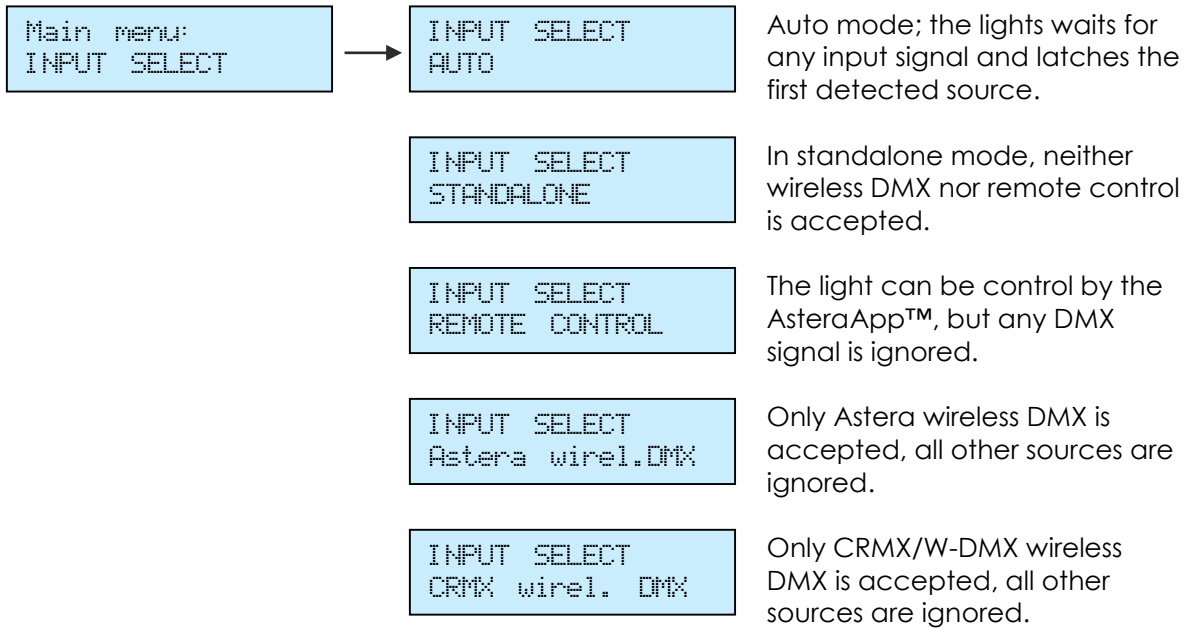 Main menu:
INPUT SELECT
INPUT SELECT
AUTO
Auto mode; the lights waits for
any input signal and latches the
first detected source.
INPUT SELECT
STANDALONE
In standalone mode, neither
wireless DMX nor remote control
is accepted.
INPUT SELECT
REMOTE CONTROL
The light can be control by the
AsteraApp™, but any DMX
signal is ignored.
INPUT SELECT
Astera wirel.DMX
Only Astera wireless DMX is
accepted, all other sources are
ignored.
INPUT SELECT
CRMX wirel. DMX
Only CRMX/W-DMX wireless
DMX is accepted, all other
sources are ignored.